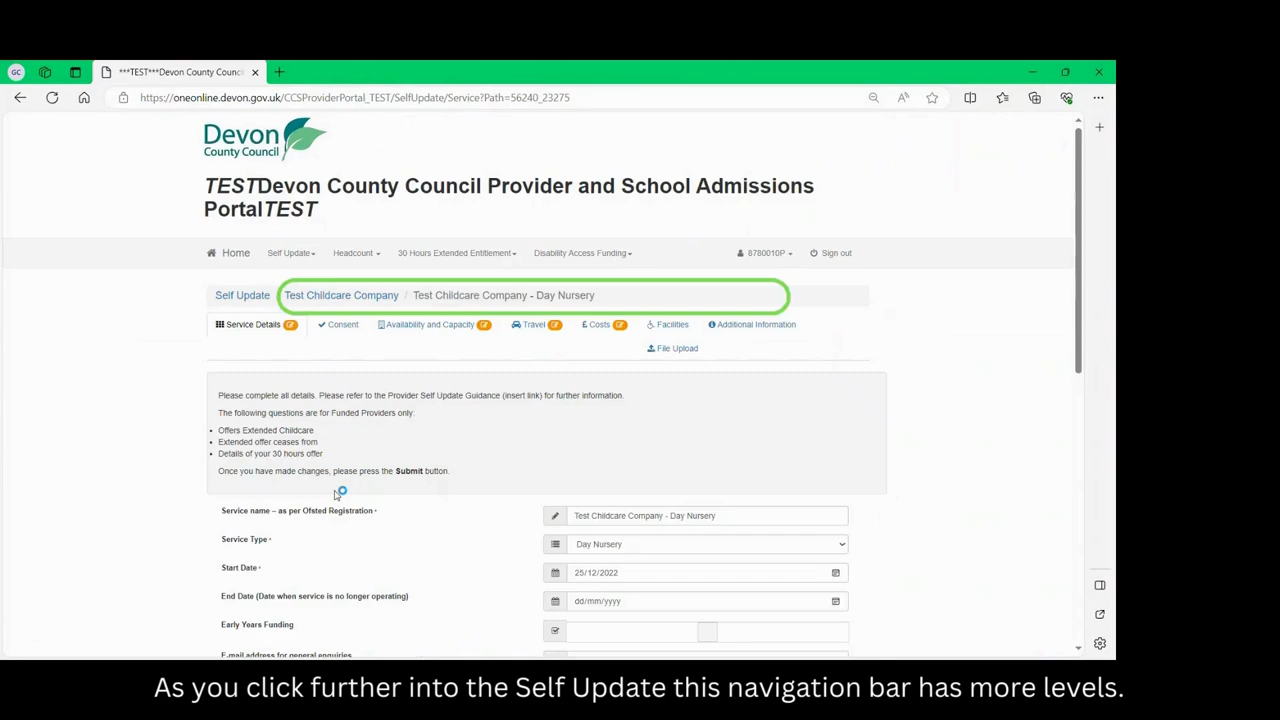 GC
***TEST***Devon County Counc
https://oneonline.devon.gov.uk/CCSProviderPortal_TEST/SelfUpdate/Service?Path=56240_23275
Devon
County Council
TESTDevon County Council Provider and School Admissions
PortalTEST
Home Self Update Headcount 30 Hours Extended Entitlement Disability Access Funding 8780010P Sign out
Self Update Test Childcare Company / Test Childcare Company - Day Nursery
Service Details Consent Availability and Capacity Travel £ Costs Facilities Additional Information
File Upload
Please complete all details. Please refer to the Provider Self Update Guidance (insert link) for further information.
The following questions are for Funded Providers only:
• Offers Extended Childcare
• Extended offer ceases from
• Details of your 30 hours offer
Once you have made changes, please press the Submit button.
Service name – as per Ofsted Registration * Test Childcare Company - Day Nursery
Service Type * Day Nursery
Start Date * 25/12/2022
End Date (Date when service is no longer operating) dd/mm/yyyy
Early Years Funding
E-mail address for general enquiries
As you click further into the Self Update this navigation bar has more levels.